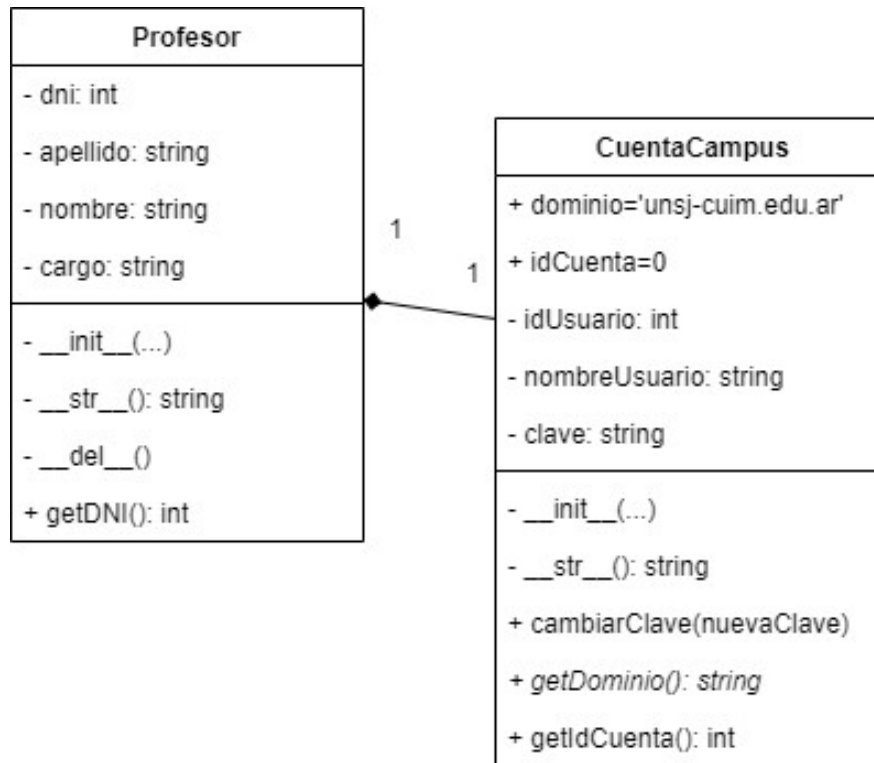 Profesor
- dni: int
- apellido: string
- nombre: string
- cargo: string
- __init__(...)
- __str__(): string
- __del__()
+ getDNI(): int
1
1
CuentaCampus
+ dominio='unsj-cuim.edu.ar'
+ idCuenta=0
- idUsuario: int
- nombreUsuario: string
- clave: string
- __init__(...)
- __str__(): string
+ cambiarClave(nuevaClave)
+ getDominio(): string
+ getIdCuenta(): int